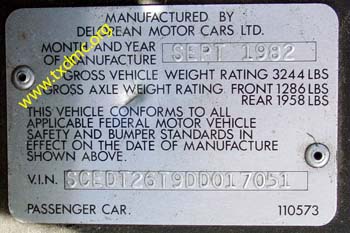 MANUFACTURED BY
DELOREAN MOTOR CARS LTD.
MONTH AND YEAR
OF MANUFACTURE SEPT 1982
GROSS VEHICLE WEIGHT RATING 3244 LBS
GROSS AXLE WEIGHT RATING FRONT 1286 LBS
REAR 1958 LBS
THIS VEHICLE CONFORMS TO ALL
APPLICABLE FEDERAL MOTOR VEHICLE
SAFETY AND BUMPER STANDARDS IN
EFFECT ON THE DATE OF MANUFACTURE
SHOWN ABOVE.
V.I.N. SCEDT26T9DD017051
PASSENGER CAR. 110573
www.txdmc.org